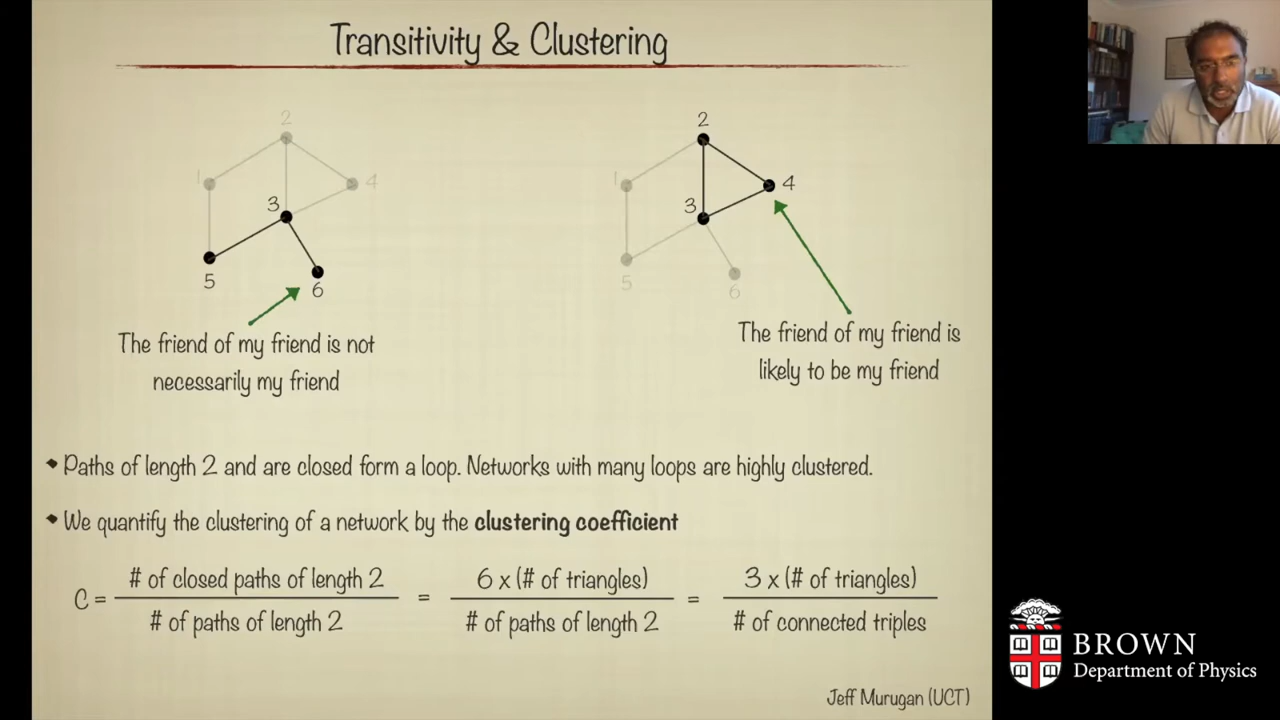 Transitivity & Clustering
2
1
4
3
5
6
The friend of my friend is not
necessarily my friend
2
1
4
3
5
6
The friend of my friend is
likely to be my friend
Paths of length 2 and are closed form a loop. Networks with many loops are highly clustered.
We quantify the clustering of a network by the clustering coefficient
C = # of closed paths of length 2 / # of paths of length 2 = 6 x (# of triangles) / # of paths of length 2 = 3 x (# of triangles) / # of connected triples
Jeff Murugan (UCT)
BROWN
Department of Physics